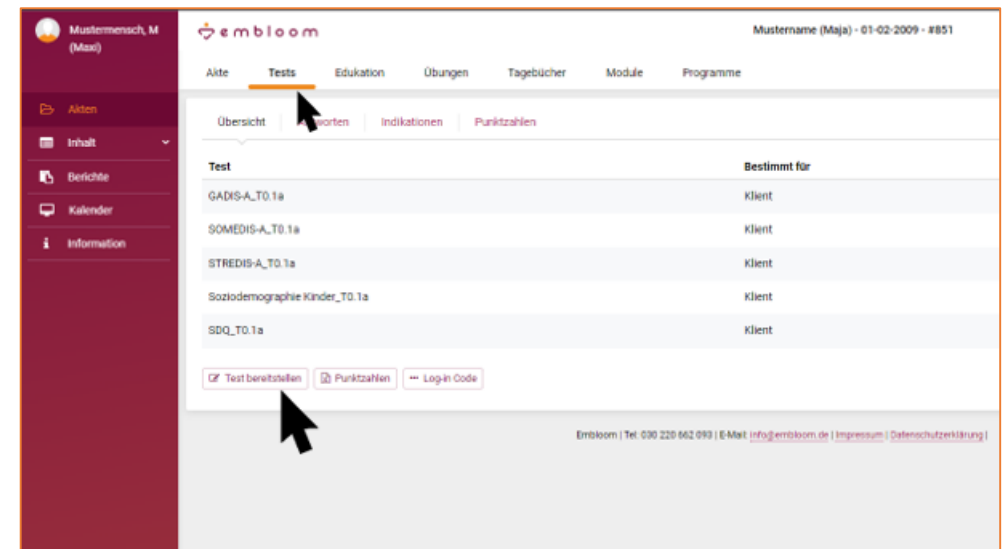 Mustermensch, M
(Maxi)
embloom
Mustername (Maja) - 01-02-2009 - #851
Akte Tests Edukation Übungen Tagebücher Module Programme
Akten
Inhalt
Berichte
Kalender
Information
Übersicht Indikationen Punktzahlen
Test Bestimmt für
GADIS-A_T0.1a Klient
SOMEDIS-A_T0.1a Klient
STREDIS-A_T0.1a Klient
Soziodemographie Kinder_T0.1a Klient
SDQ_T0.1a Klient
Test bereitstellen Punktzahlen Log-in Code
Embloom | Tel: 030 220 662 093 | E-Mail: info@embloom.de | Impressum | Datenschutzerklärung |